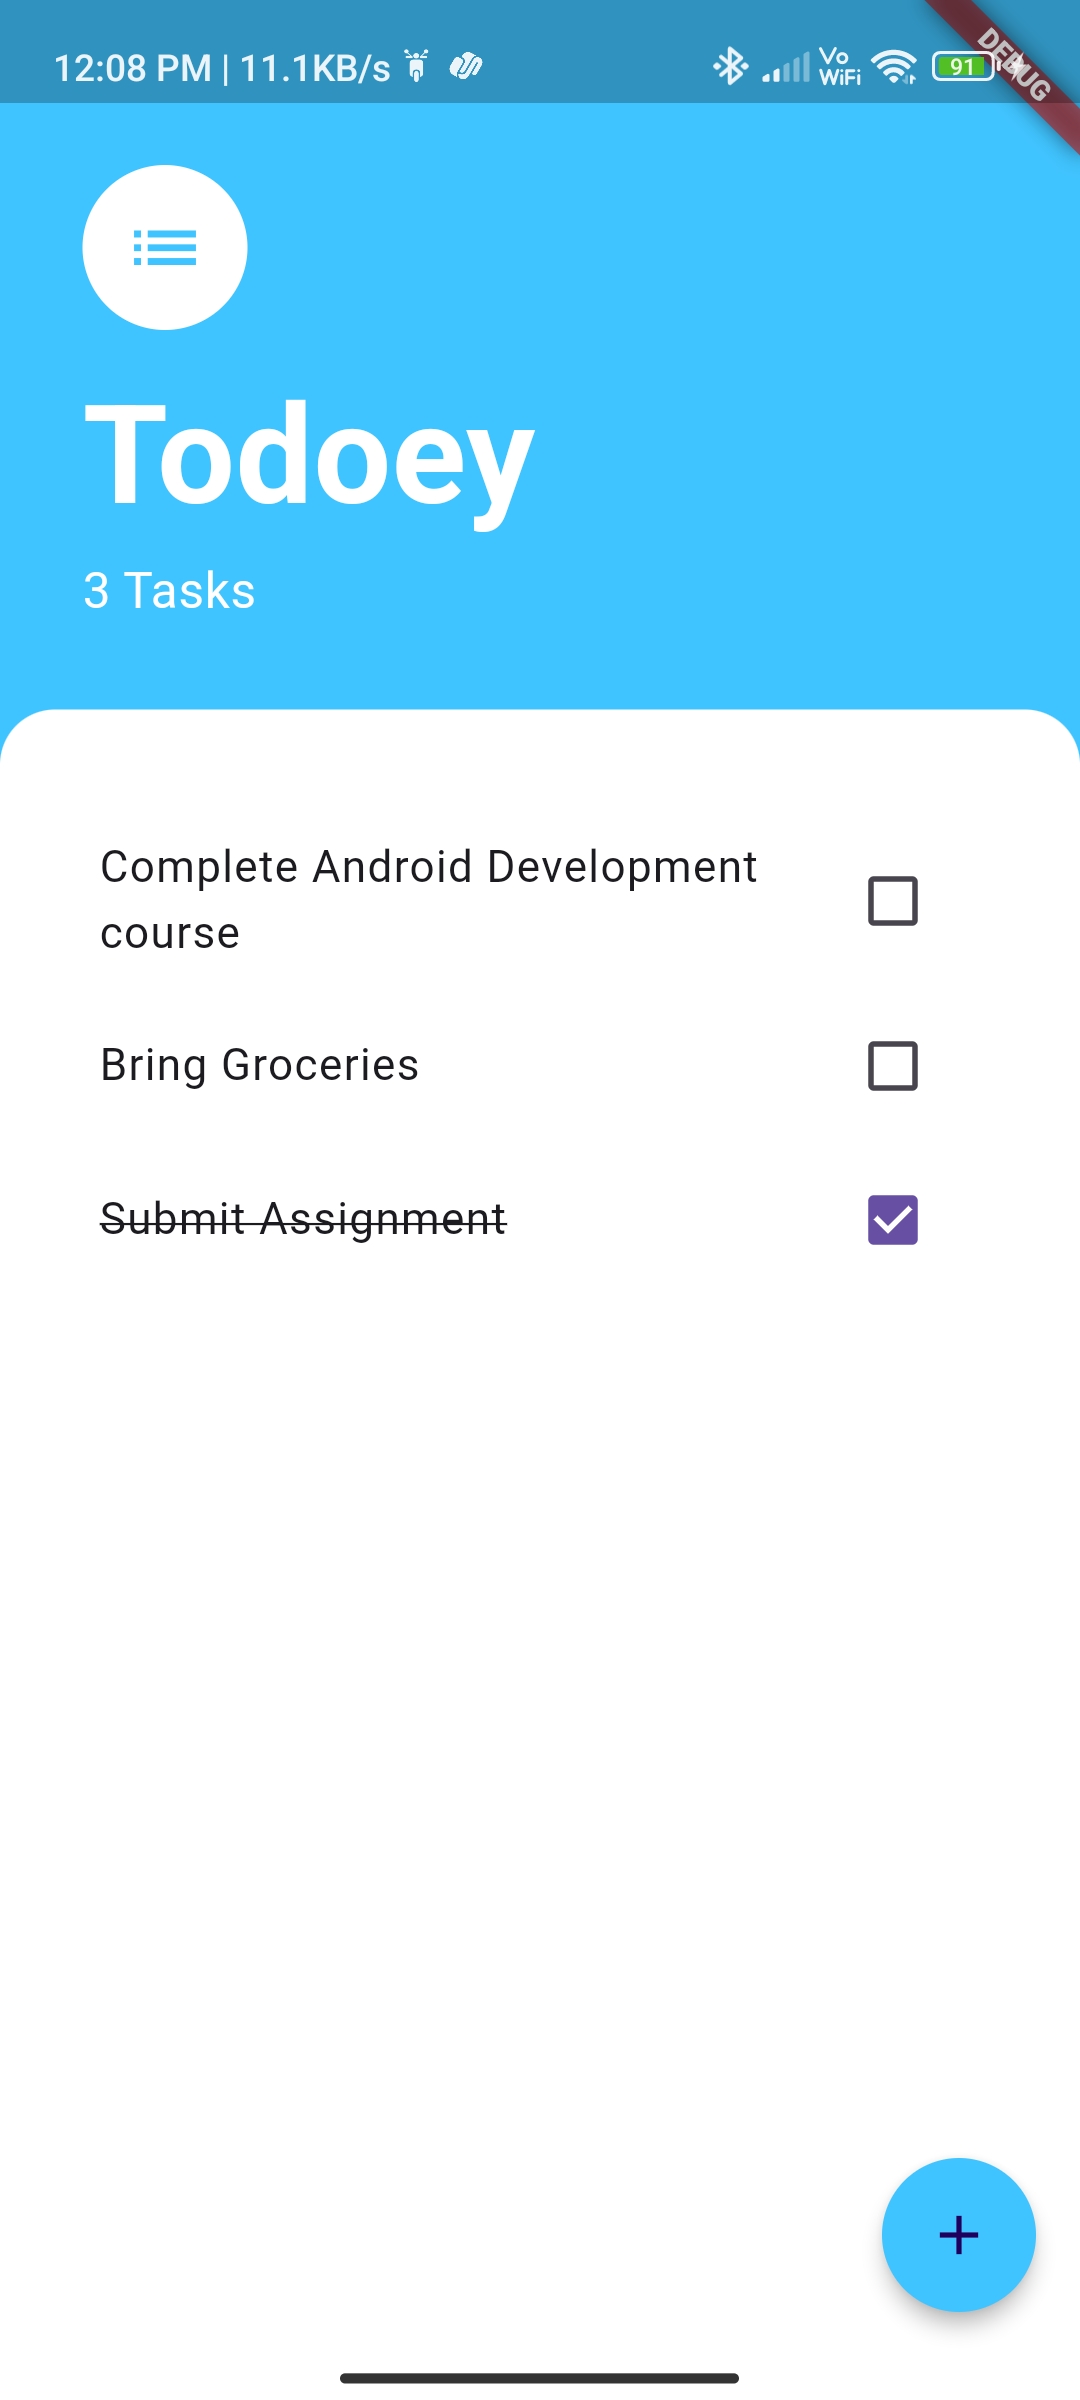 12:08 PM | 11.1KB/s
Vo
WiFi
91
DEBUG
Todoey
3 Tasks
Complete Android Development
course
Bring Groceries
Submit Assignment